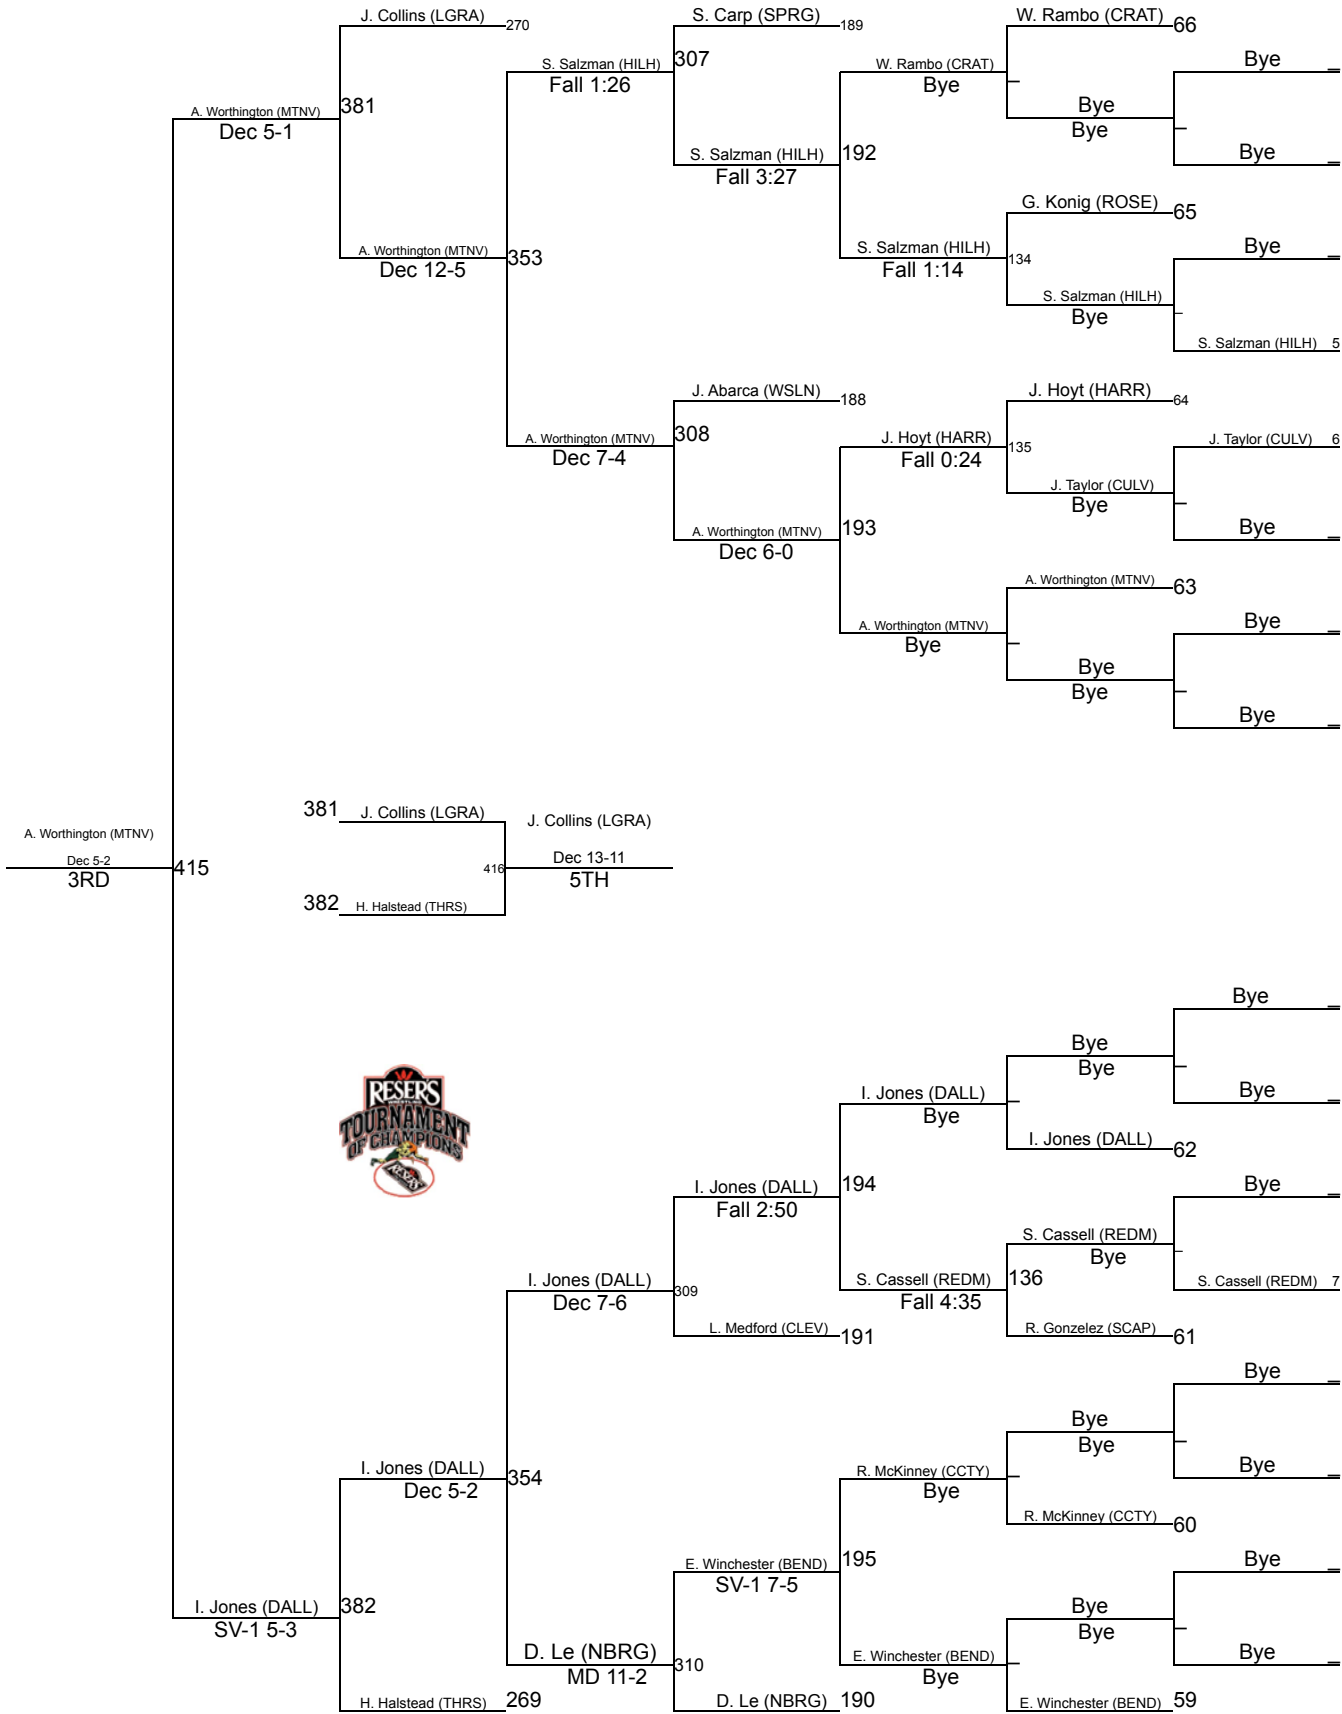 J. Collins (LGRA) 270
S. Carp (SPRG) 189
W. Rambo (CRAT) 66
S. Salzman (HILH) 307
Fall 1:26
W. Rambo (CRAT)
Bye
Bye _
–
A. Worthington (MTNV) 381
Dec 5-1
Bye
Bye
–
S. Salzman (HILH) 192
Fall 3:27
Bye _
G. Konig (ROSE) 65
A. Worthington (MTNV) 353
Dec 12-5
S. Salzman (HILH) 134
Fall 1:14
Bye _
S. Salzman (HILH)
Bye
–
S. Salzman (HILH) 5
J. Abarca (WSLN) 188
J. Hoyt (HARR) 64
A. Worthington (MTNV) 308
Dec 7-4
J. Hoyt (HARR) 135
Fall 0:24
J. Taylor (CULV) 6
J. Taylor (CULV)
Bye
–
A. Worthington (MTNV) 193
Dec 6-0
Bye _
A. Worthington (MTNV) 63
A. Worthington (MTNV)
Bye
Bye _
–
Bye
Bye
–
Bye _
381 J. Collins (LGRA)
J. Collins (LGRA)
A. Worthington (MTNV)
Dec 5-2 415
3RD
416 Dec 13-11
5TH
382 H. Halstead (THRS)
Bye _
Bye
Bye
–
RESER'S
WRESTLING
TOURNAMENT
OF CHAMPIONS
RESER'S
I. Jones (DALL)
Bye
–
Bye _
I. Jones (DALL) 62
I. Jones (DALL) 194
Fall 2:50
Bye _
S. Cassell (REDM)
Bye
–
I. Jones (DALL) 309
Dec 7-6
S. Cassell (REDM) 136
Fall 4:35
S. Cassell (REDM) 7
L. Medford (CLEV) 191
R. Gonzelez (SCAP) 61
Bye _
Bye
Bye
–
I. Jones (DALL) 354
Dec 5-2
R. McKinney (CCTY)
Bye
–
Bye _
R. McKinney (CCTY) 60
E. Winchester (BEND) 195
SV-1 7-5
Bye _
I. Jones (DALL) 382
SV-1 5-3
Bye
Bye
–
D. Le (NBRG) 310
MD 11-2
E. Winchester (BEND)
Bye
–
Bye _
H. Halstead (THRS) 269
D. Le (NBRG) 190
E. Winchester (BEND) 59